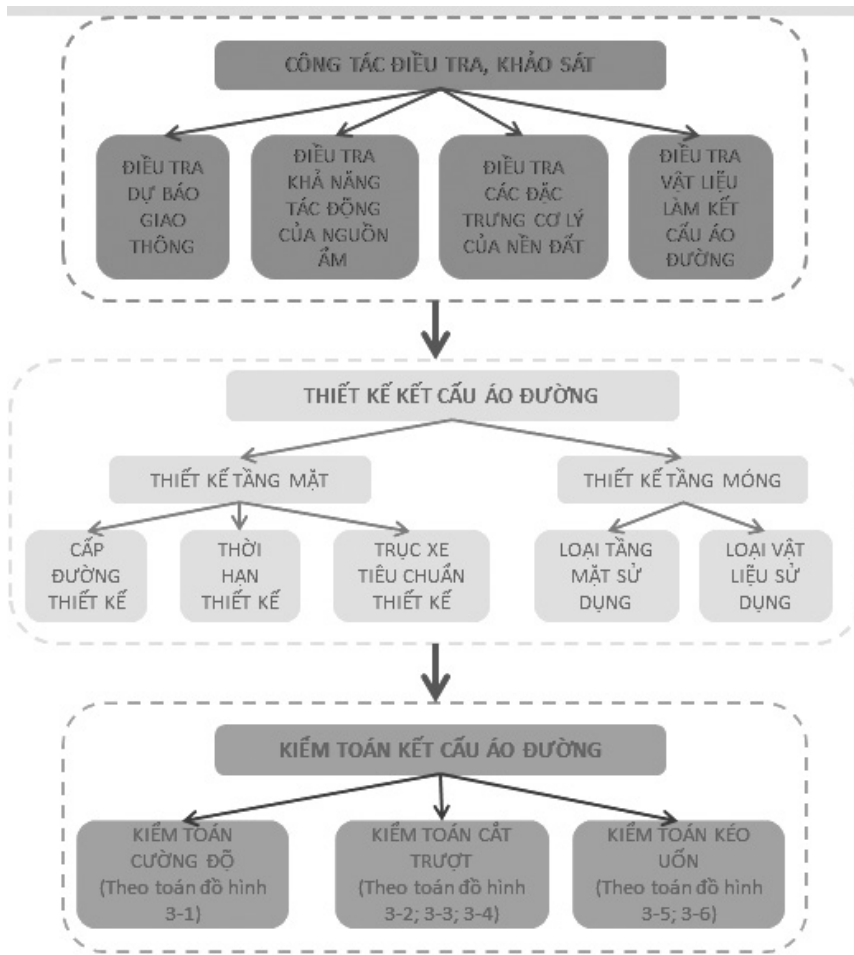 CÔNG TÁC ĐIỀU TRA, KHẢO SÁT
ĐIỀU TRA
DỰ BÁO
GIAO
THÔNG
ĐIỀU TRA
KHẢ NĂNG
TÁC ĐỘNG
CỦA NGUỒN
ẨM
ĐIỀU TRA
CÁC ĐẶC
TRƯNG CƠ LÝ
CỦA NỀN ĐẤT
ĐIỀU TRA
VẬT LIỆU
LÀM KẾT
CẤU ÁO
ĐƯỜNG
THIẾT KẾ KẾT CẤU ÁO ĐƯỜNG
THIẾT KẾ TẦNG MẶT
THIẾT KẾ TẦNG MÓNG
CẤP
ĐƯỜNG
THIẾT KẾ
THỜI
HẠN
THIẾT KẾ
TRỤC XE
TIÊU CHUẨN
THIẾT KẾ
LOẠI TẦNG
MẶT SỬ
DỤNG
LOẠI VẬT
LIỆU SỬ
DỤNG
KIỂM TOÁN KẾT CẤU ÁO ĐƯỜNG
KIỂM TOÁN
CƯỜNG ĐỘ
(Theo toán đồ hình
3-1)
KIỂM TOÁN CẮT
TRƯỢT
(Theo toán đồ hình
3-2; 3-3; 3-4)
KIỂM TOÁN KÉO
UỐN
(Theo toán đồ hình
3-5; 3-6)